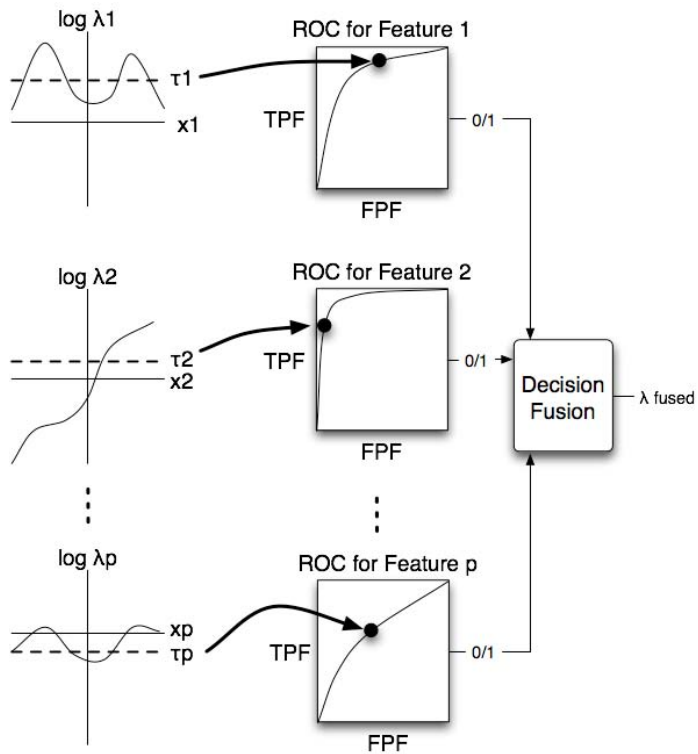 log λ1
τ1
x1
ROC for Feature 1
TPF
FPF
0/1
log λ2
τ2
x2
ROC for Feature 2
TPF
FPF
0/1
Decision
Fusion
λ fused
log λp
xp
τp
ROC for Feature p
TPF
FPF
0/1